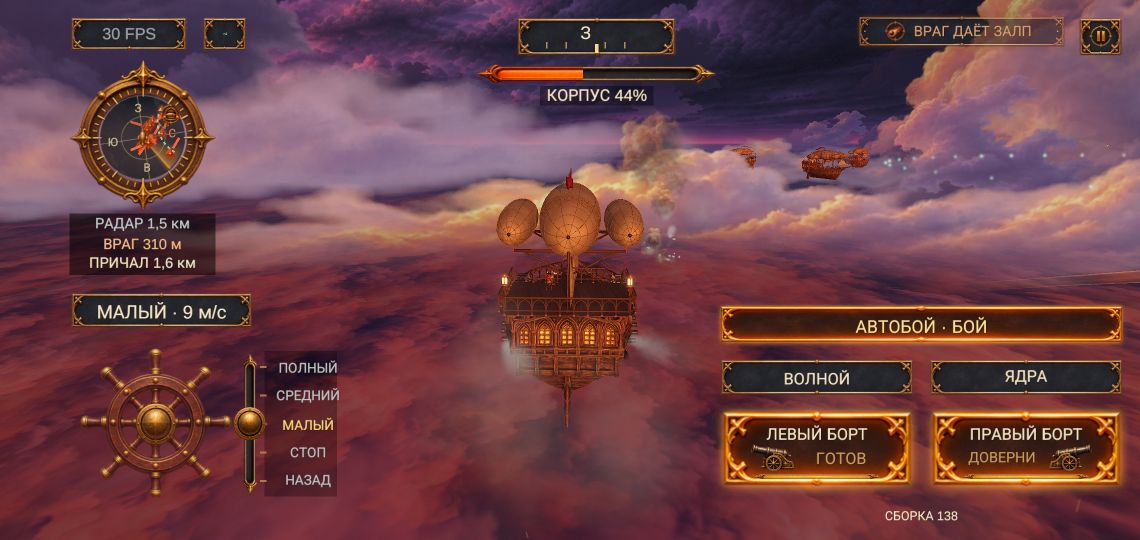 30 FPS
З
ВРАГ ДАЁТ ЗАЛП
КОРПУС 44%
З
С
Ю
В
РАДАР 1,5 км
ВРАГ 310 м
ПРИЧАЛ 1,6 км
МАЛЫЙ · 9 м/с
ПОЛНЫЙ
СРЕДНИЙ
МАЛЫЙ
СТОП
НАЗАД
АВТОБОЙ · БОЙ
ВОЛНОЙ
ЯДРА
ЛЕВЫЙ БОРТ
ГОТОВ
ПРАВЫЙ БОРТ
ДОВЕРНИ
СБОРКА 138